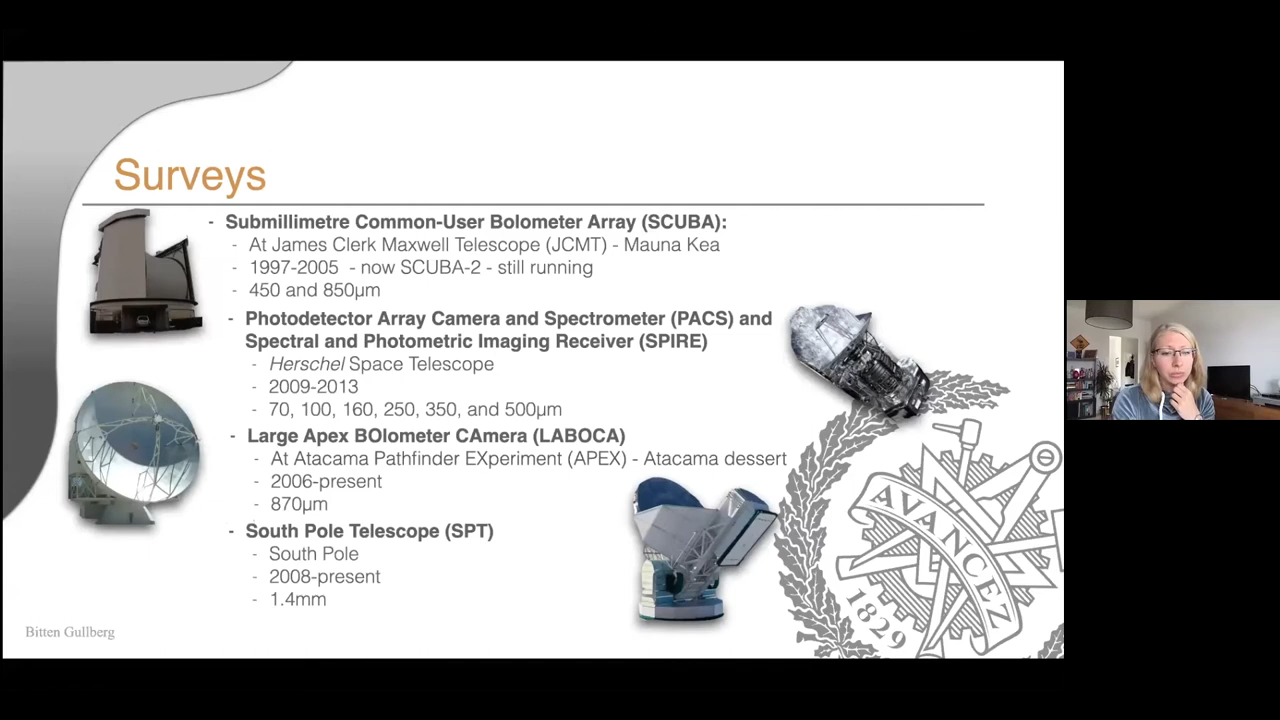 Surveys
- Submillimetre Common-User Bolometer Array (SCUBA):
- At James Clerk Maxwell Telescope (JCMT) - Mauna Kea
- 1997-2005 - now SCUBA-2 - still running
- 450 and 850µm
- Photodetector Array Camera and Spectrometer (PACS) and
Spectral and Photometric Imaging Receiver (SPIRE)
- Herschel Space Telescope
- 2009-2013
- 70, 100, 160, 250, 350, and 500µm
- Large Apex BOlometer CAmera (LABOCA)
- At Atacama Pathfinder EXperiment (APEX) - Atacama dessert
- 2006-present
- 870µm
- South Pole Telescope (SPT)
- South Pole
- 2008-present
- 1.4mm
AVANCEZ
1829
Bitten Gullberg